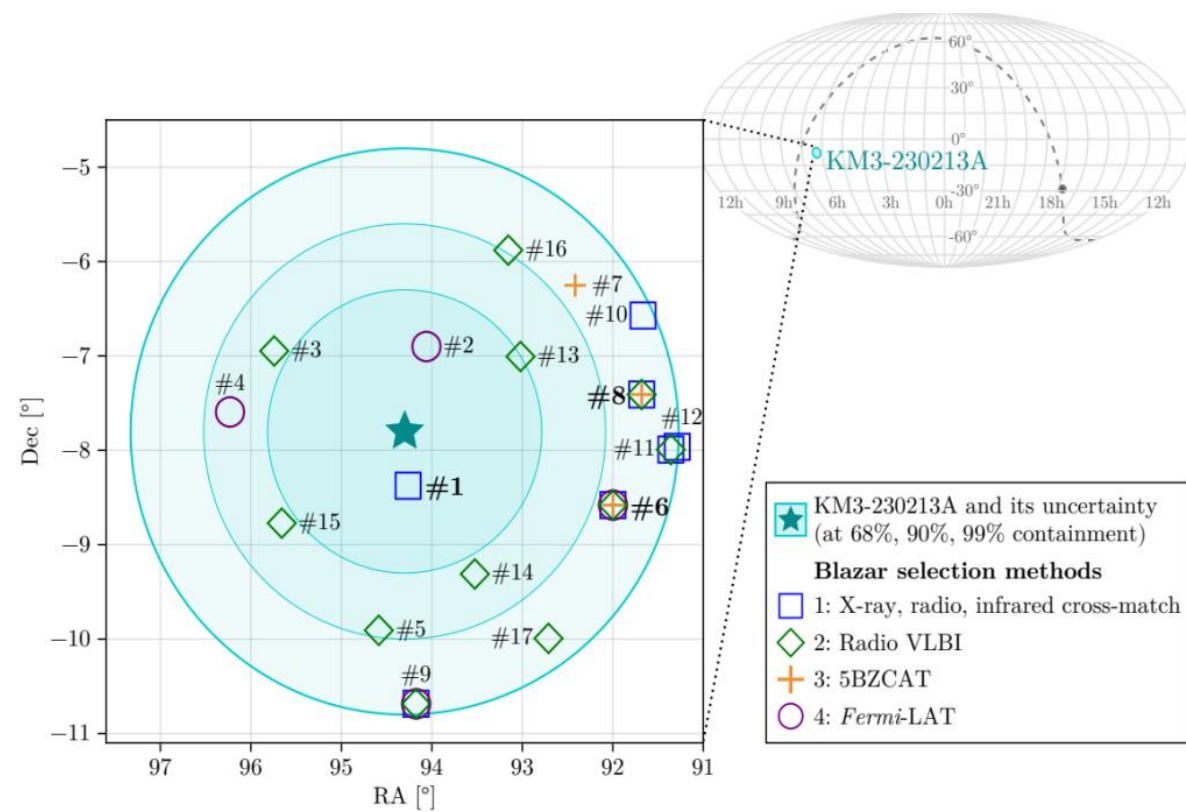 60°
30°
0°
KM3-230213A
-30°
12h 9h 6h 3h 0h 21h 18h 15h 12h
-60°
−5
−6
−7
−8
−9
−10
−11
Dec [°]
#16
#7
#10
#3
#2
#13
#4
#8
#12
#11
#1
#6
#15
#14
#5
#17
#9
97 96 95 94 93 92 91
RA [°]
KM3-230213A and its uncertainty
(at 68%, 90%, 99% containment)
Blazar selection methods
1: X-ray, radio, infrared cross-match
2: Radio VLBI
3: 5BZCAT
4: Fermi-LAT